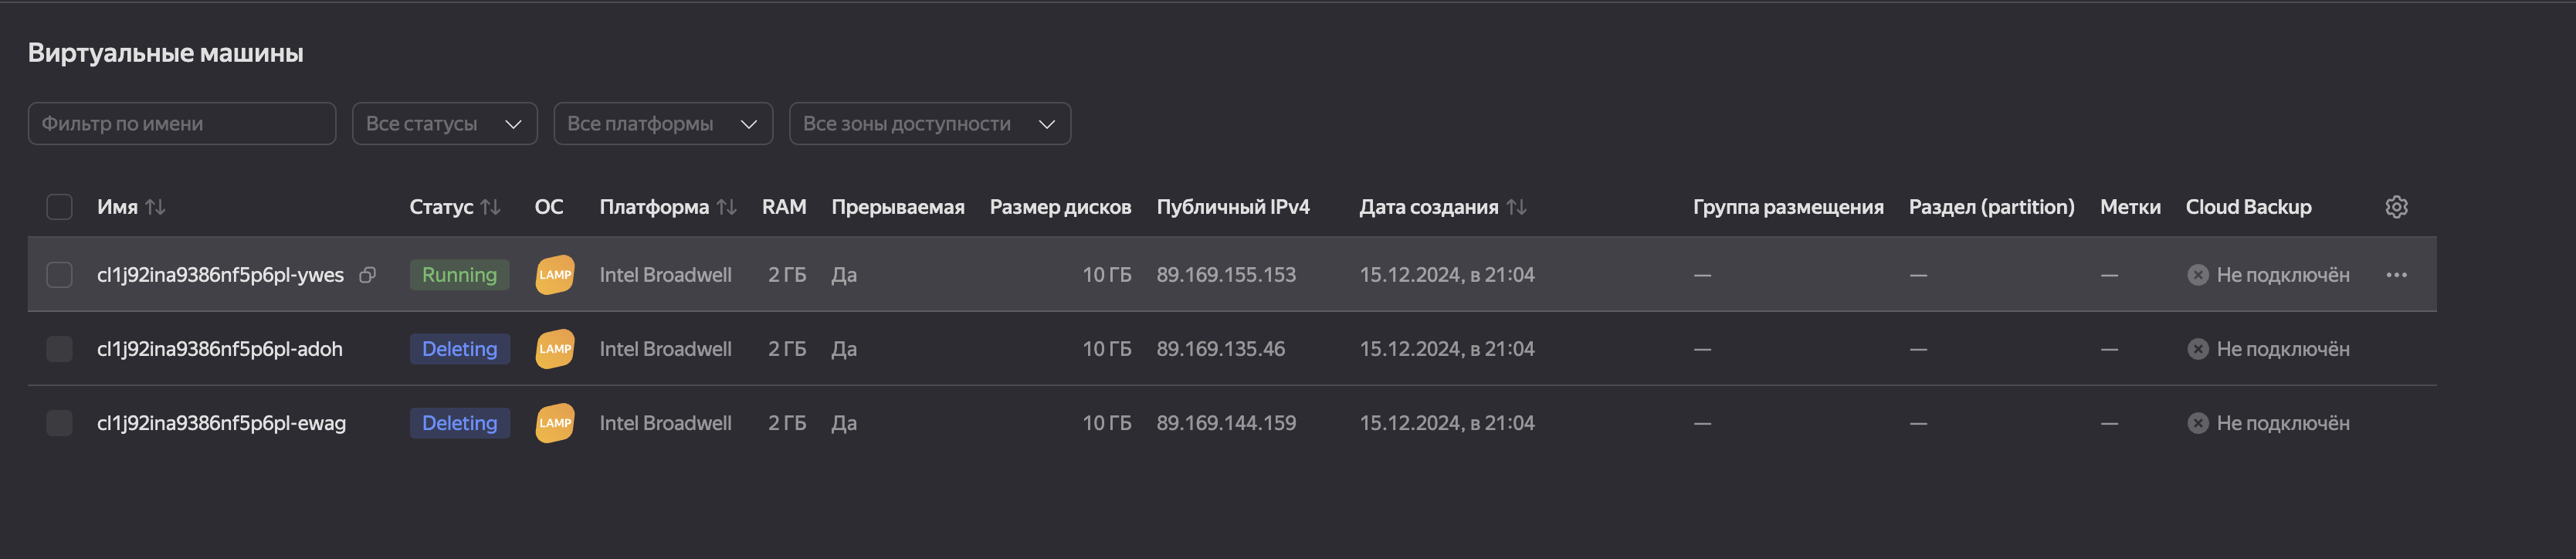 Виртуальные машины
Фильтр по имени Все статусы Все платформы Все зоны доступности
Имя Статус ОС Платформа RAM Прерываемая Размер дисков Публичный IPv4 Дата создания Группа размещения Раздел (partition) Метки Cloud Backup
cl1j92ina9386nf5p6pl-ywes Running LAMP Intel Broadwell 2 ГБ Да 10 ГБ 89.169.155.153 15.12.2024, в 21:04 — — — Не подключён
cl1j92ina9386nf5p6pl-adoh Deleting LAMP Intel Broadwell 2 ГБ Да 10 ГБ 89.169.135.46 15.12.2024, в 21:04 — — — Не подключён
cl1j92ina9386nf5p6pl-ewag Deleting LAMP Intel Broadwell 2 ГБ Да 10 ГБ 89.169.144.159 15.12.2024, в 21:04 — — — Не подключён